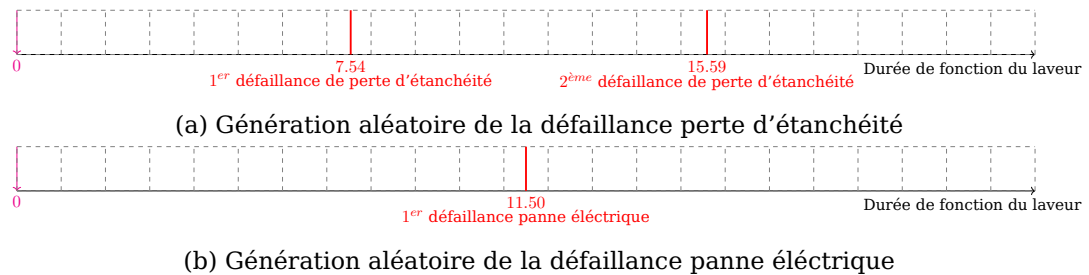 0
7.54
15.59
Durée de fonction du laveur
1er défaillance de perte d'étanchéité
2ème défaillance de perte d'étanchéité
(a) Génération aléatoire de la défaillance perte d'étanchéité
0
11.50
Durée de fonction du laveur
1er défaillance panne éléctrique
(b) Génération aléatoire de la défaillance panne éléctrique